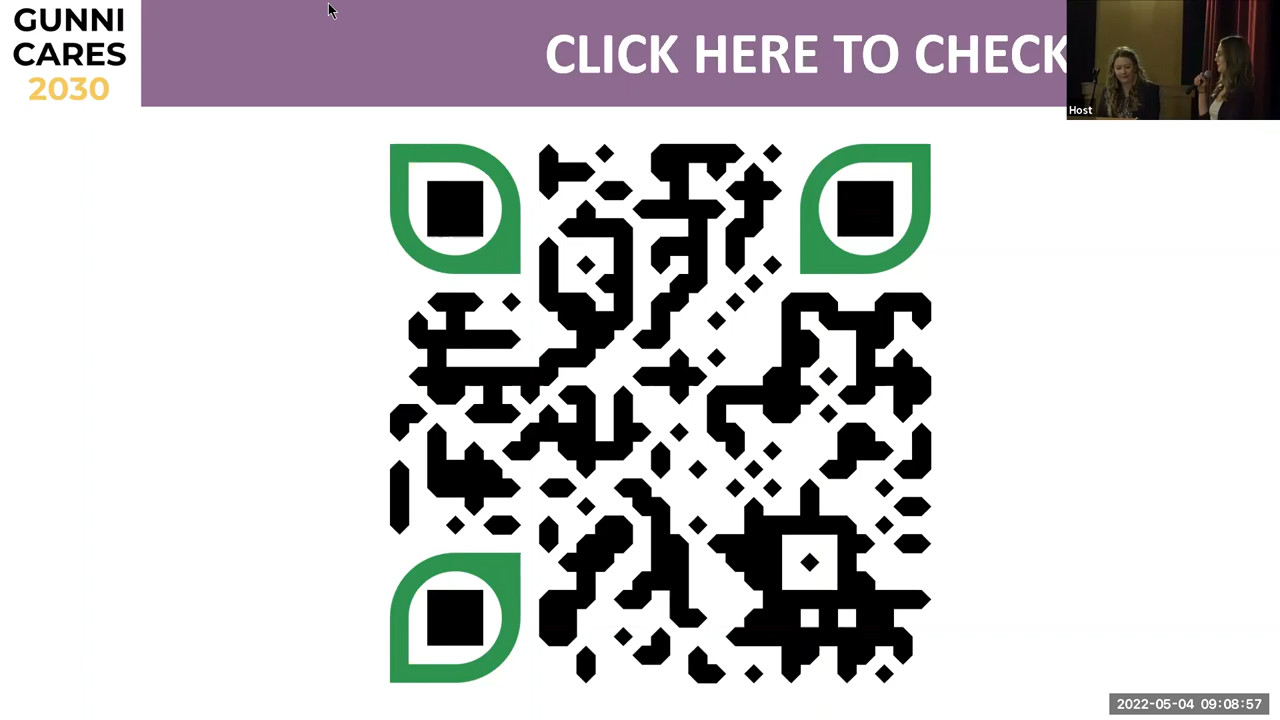 GUNNI
CARES
2030
CLICK HERE TO CHECK
Host
2022-05-04 09:08:57